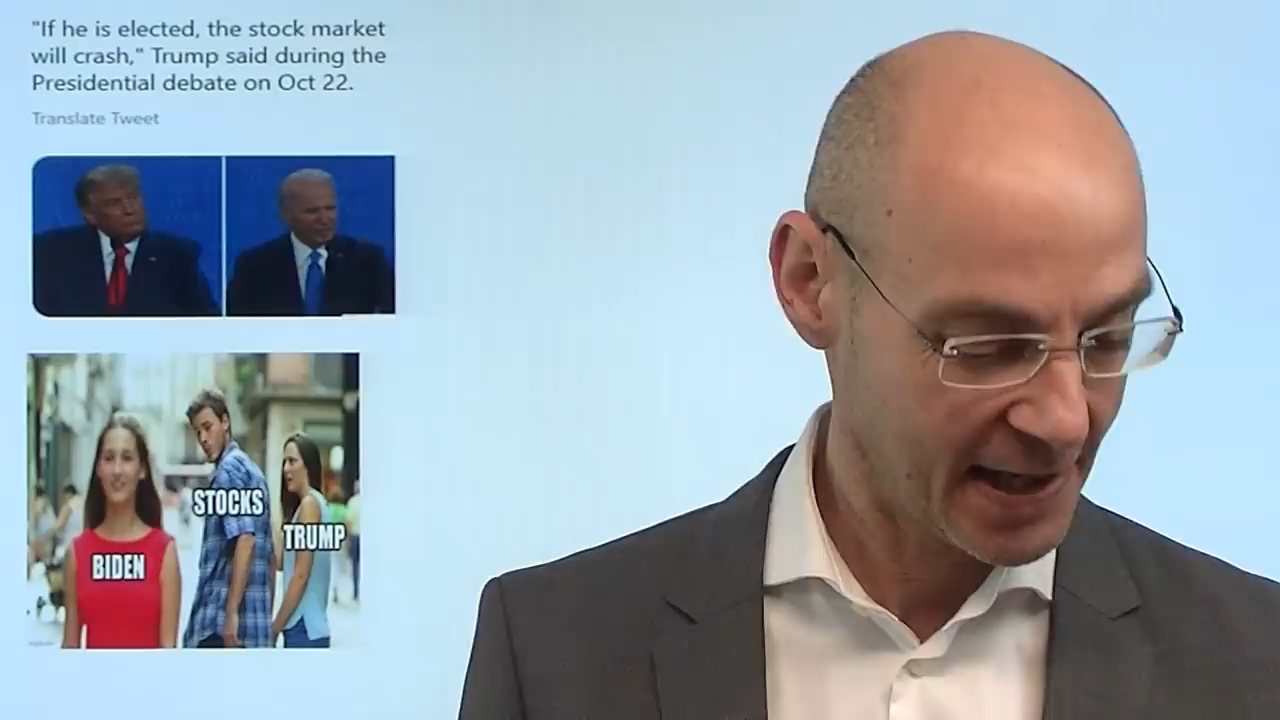 "If he is elected, the stock market
will crash," Trump said during the
Presidential debate on Oct 22.
Translate Tweet
STOCKS
TRUMP
BIDEN